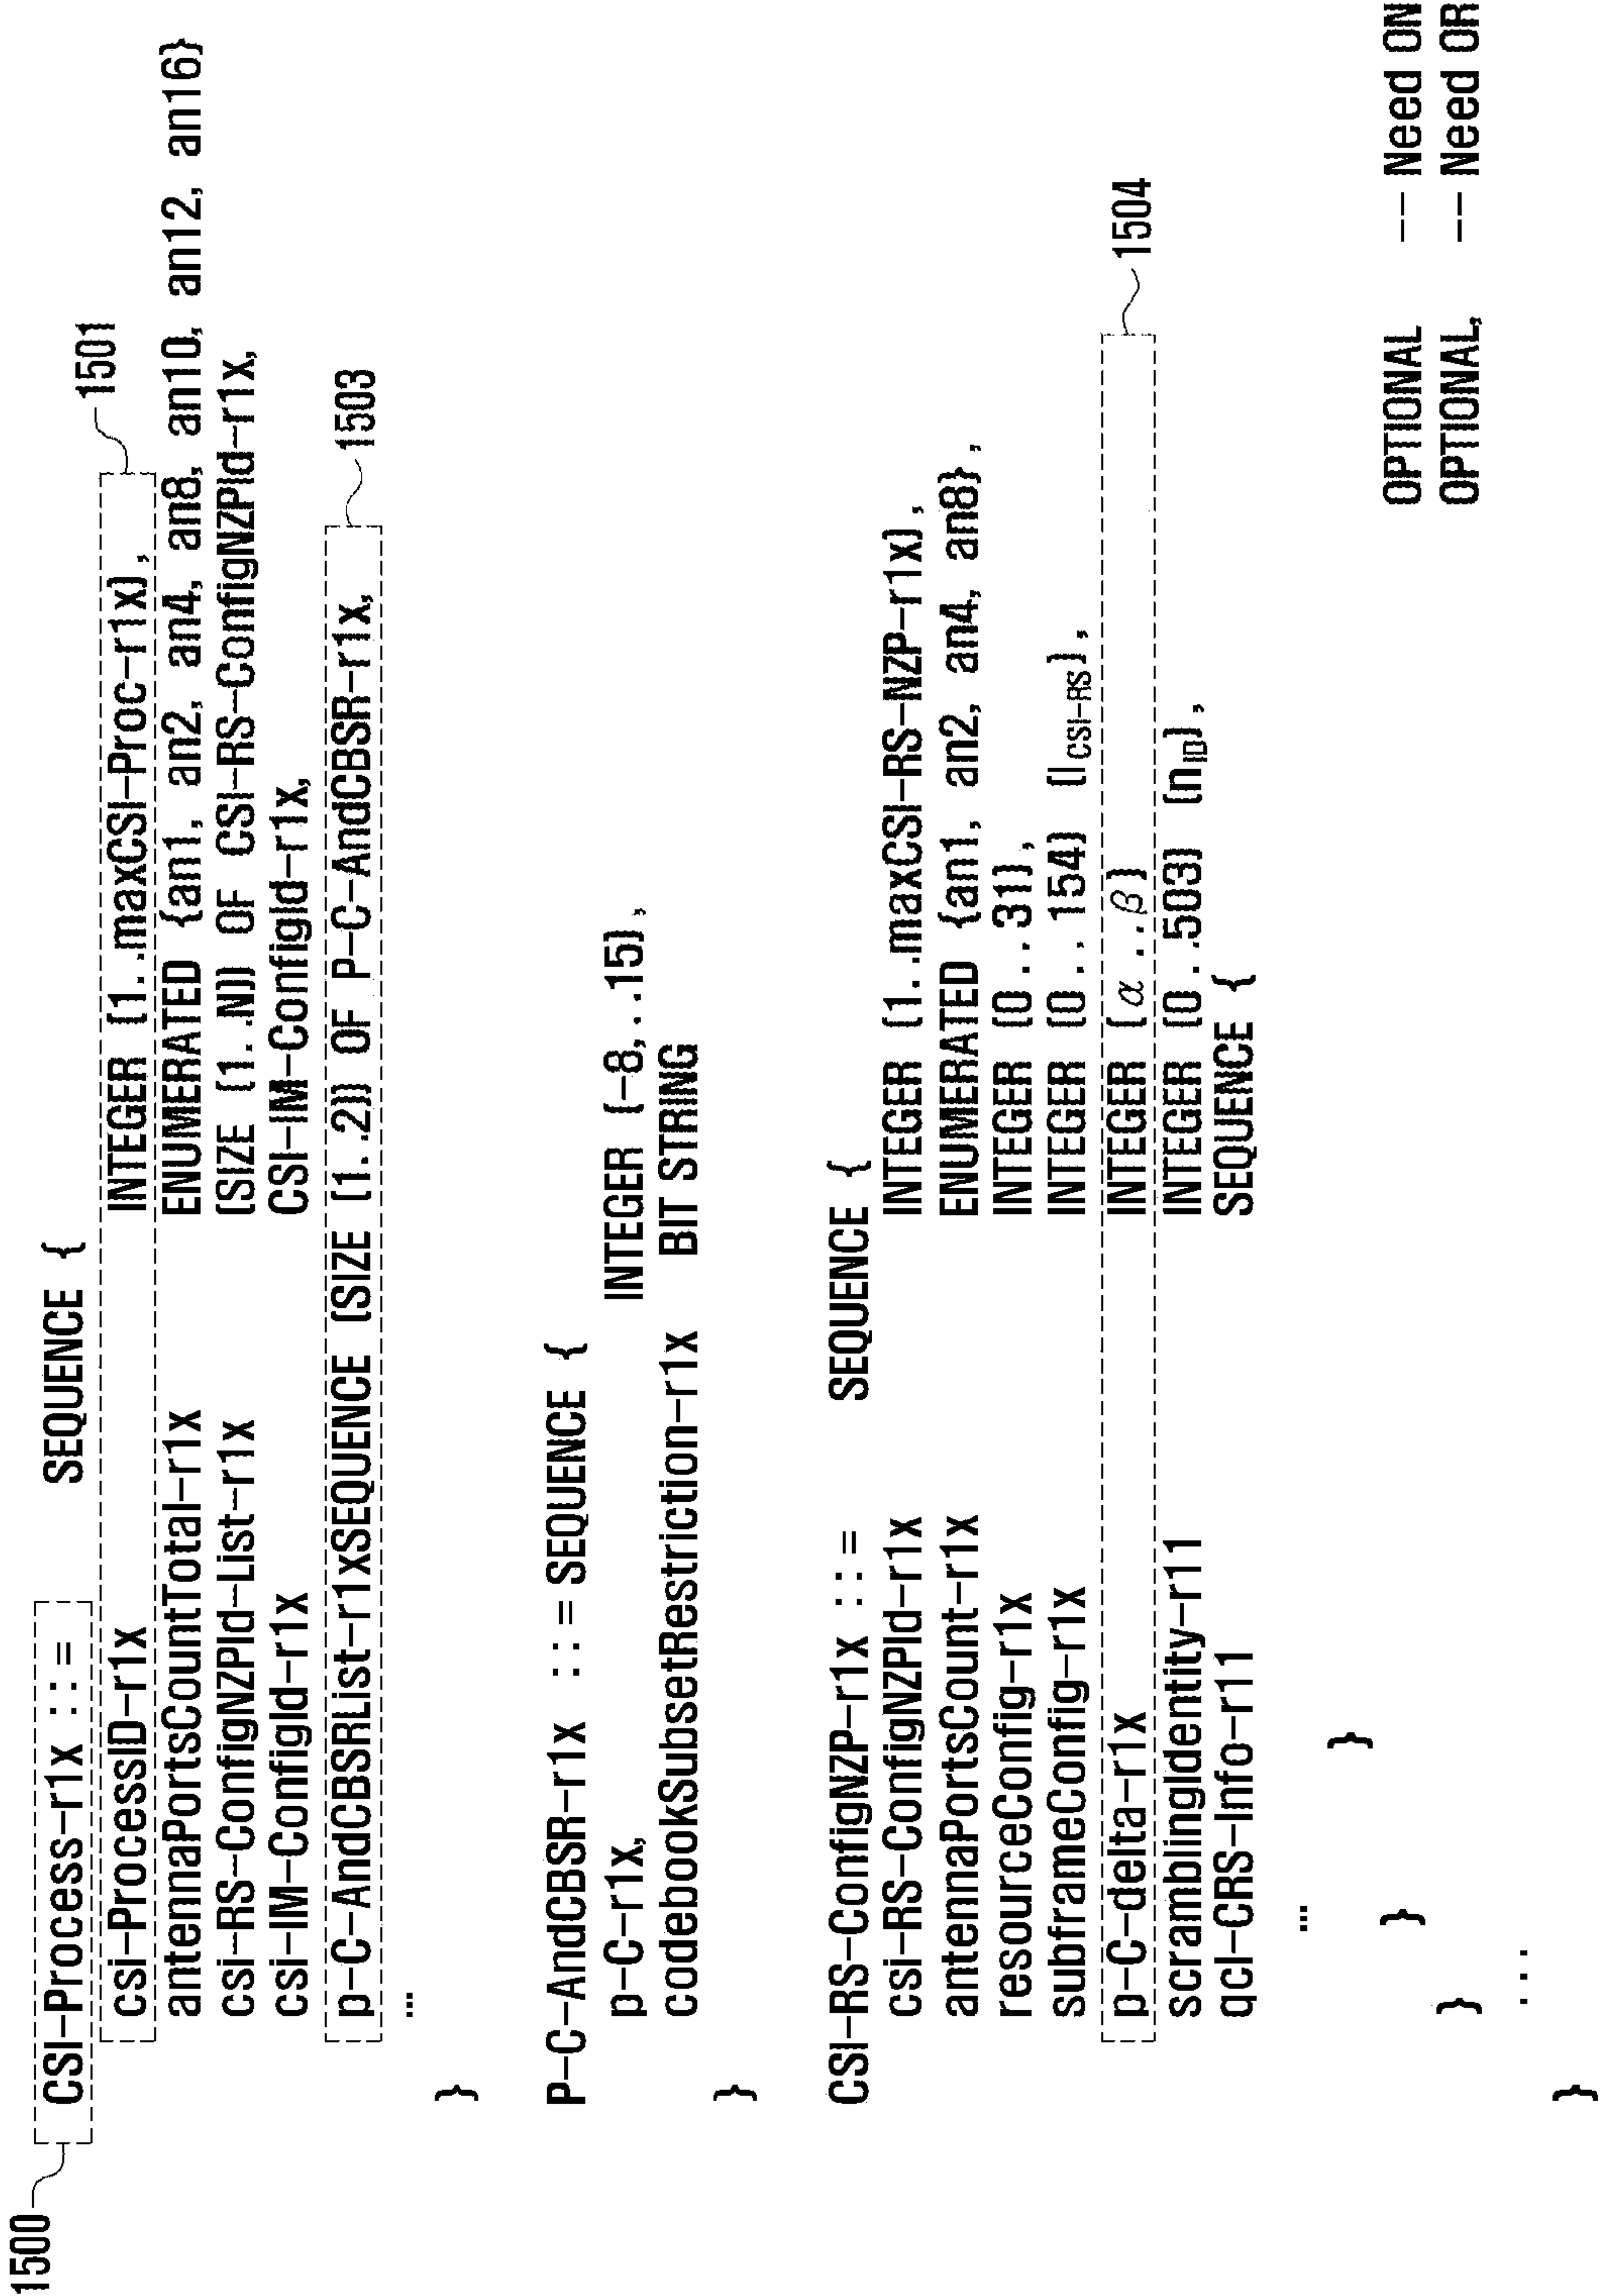 1500
CSI-Process-r1x ::= SEQUENCE {
csi-ProcessID-r1x INTEGER (1..maxCSI-Proc-r1x),
1501
antennaPortsCountTotal-r1x ENUMERATED {an1, an2, an4, an8, an10, an12, an16}
csi-RS-ConfigNZPId-List-r1x (SIZE (1..N)) OF CSI-RS-ConfigNZPId-r1x,
csi-IM-ConfigId-r1x CSI-IM-ConfigId-r1x,
p-C-AndCBSRList-r1xSEQUENCE (SIZE (1..2)) OF P-C-AndCBSR-r1x,
1503
...
}
P-C-AndCBSR-r1x ::= SEQUENCE {
p-C-r1x, INTEGER (-8,..15),
codebookSubsetRestriction-r1x BIT STRING
}
CSI-RS-ConfigNZP-r1x ::= SEQUENCE {
csi-RS-ConfigNZPId-r1x INTEGER (1..maxCSI-RS-NZP-r1x),
antennaPortsCount-r1x ENUMERATED {an1, an2, an4, an8},
resourceConfig-r1x INTEGER (0..31),
subframeConfig-r1x INTEGER (0..154) (I_CSI-RS),
p-C-delta-r1x INTEGER (α..β)
1504
scramblingIdentity-r11 INTEGER (0..503) (n_ID),
qcl-CRS-Info-r11 SEQUENCE {
...
}
} OPTIONAL -- Need ON
} OPTIONAL, -- Need OR
...
}